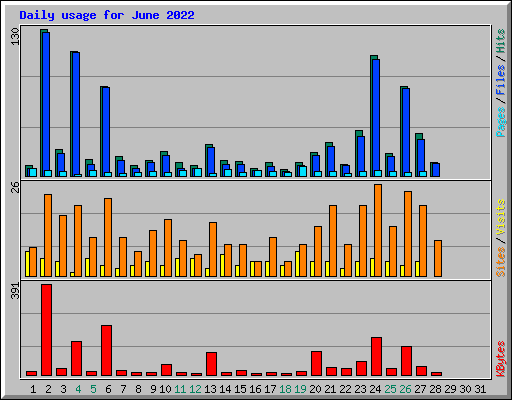 Daily usage for June 2022
130
Pages / Files / Hits
26
Sites / Visits
391
KBytes
1 2 3 4 5 6 7 8 9 10 11 12 13 14 15 16 17 18 19 20 21 22 23 24 25 26 27 28 29 30 31